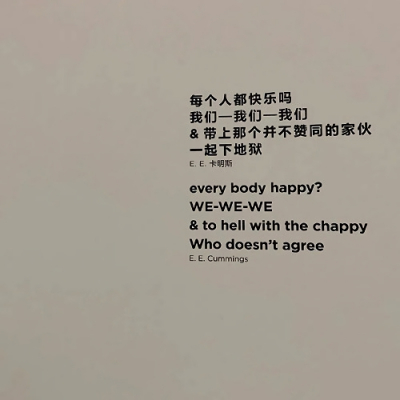 每个人都快乐吗
我们—我们—我们
& 带上那个并不赞同的家伙
一起下地狱
E. E. 卡明斯
every body happy?
WE-WE-WE
& to hell with the chappy
Who doesn't agree
E. E. Cummings